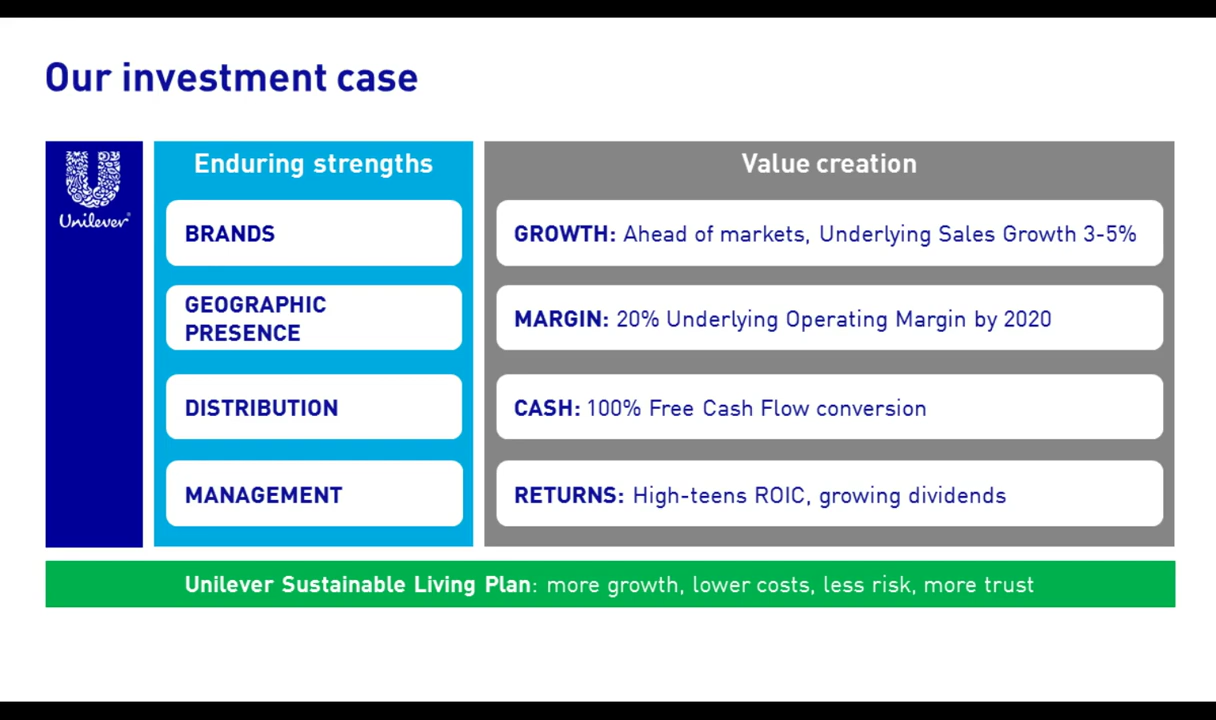 Our investment case
Unilever
Enduring strengths
BRANDS
GEOGRAPHIC
PRESENCE
DISTRIBUTION
MANAGEMENT
Value creation
GROWTH: Ahead of markets, Underlying Sales Growth 3-5%
MARGIN: 20% Underlying Operating Margin by 2020
CASH: 100% Free Cash Flow conversion
RETURNS: High-teens ROIC, growing dividends
Unilever Sustainable Living Plan: more growth, lower costs, less risk, more trust